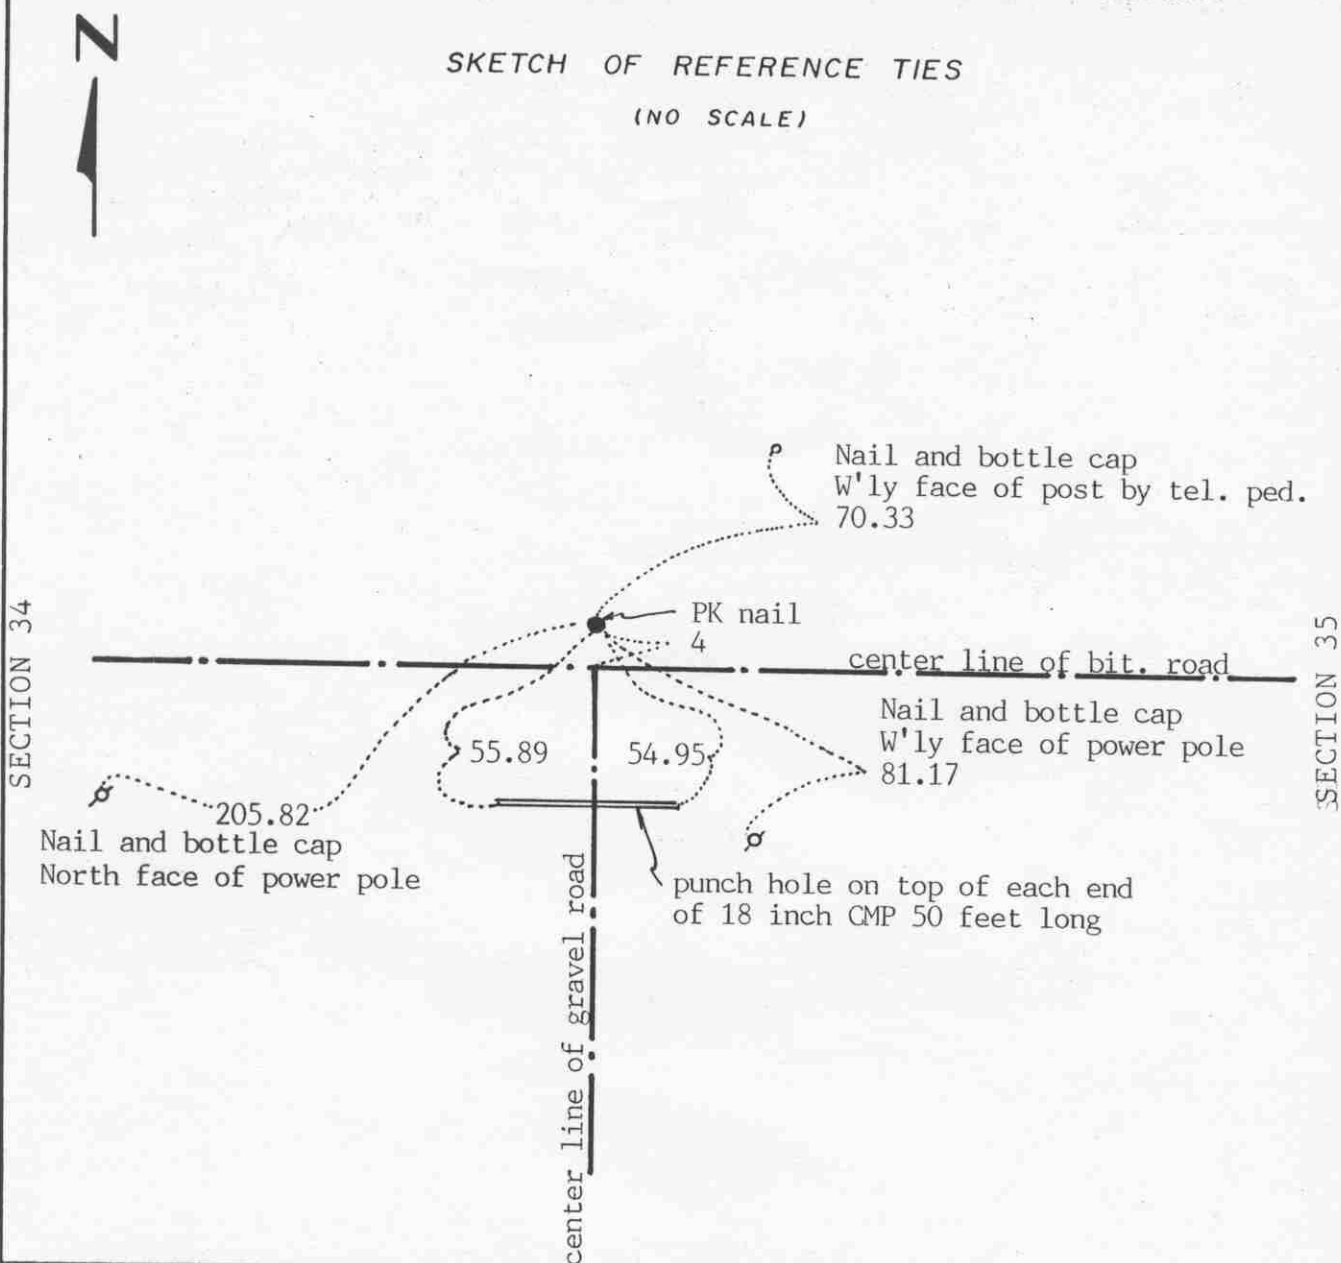 N
SKETCH OF REFERENCE TIES
(NO SCALE)
Nail and bottle cap
W'ly face of post by tel. ped.
70.33
SECTION 34
PK nail
4
center line of bit. road
SECTION 35
Nail and bottle cap
W'ly face of power pole
81.17
55.89
54.95
205.82
Nail and bottle cap
North face of power pole
punch hole on top of each end
of 18 inch CMP 50 feet long
center line of gravel road